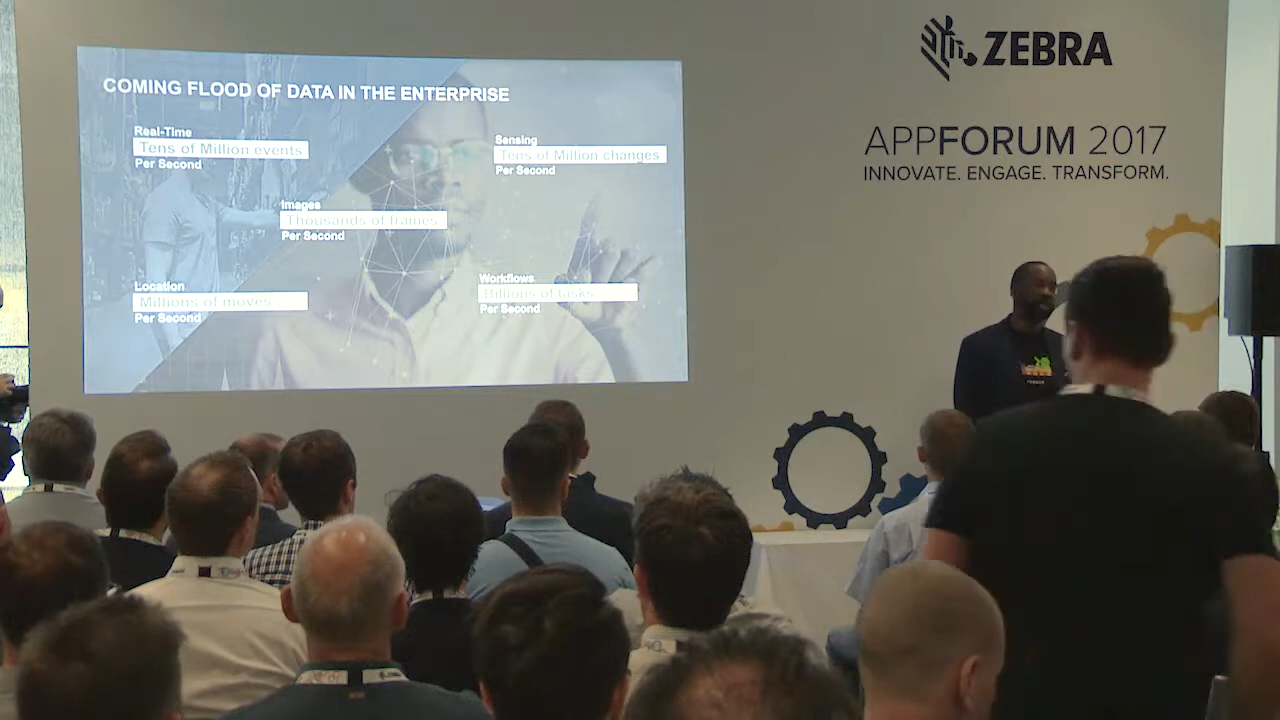 COMING FLOOD OF DATA IN THE ENTERPRISE
Real-Time
Tens of Million events
Per Second
Sensing
Tens of Million changes
Per Second
Images
Thousands of frames
Per Second
Location
Millions of moves
Per Second
Workflows
Billions of tasks
Per Second
ZEBRA
APPFORUM 2017
INNOVATE. ENGAGE. TRANSFORM.